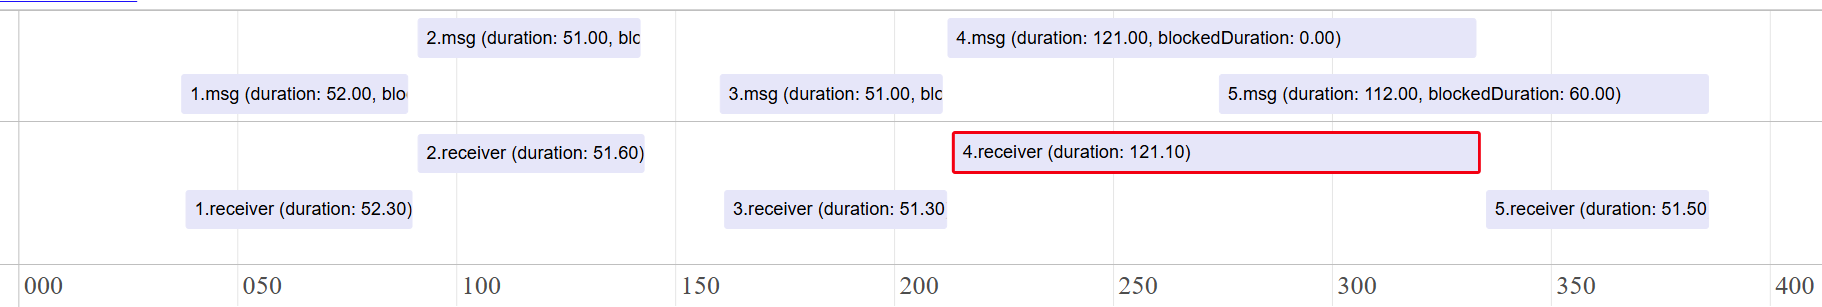 2.msg (duration: 51.00, blc
4.msg (duration: 121.00, blockedDuration: 0.00)
1.msg (duration: 52.00, blo
3.msg (duration: 51.00, blc
5.msg (duration: 112.00, blockedDuration: 60.00)
2.receiver (duration: 51.60)
4.receiver (duration: 121.10)
1.receiver (duration: 52.30)
3.receiver (duration: 51.30
5.receiver (duration: 51.50
000 050 100 150 200 250 300 350 400